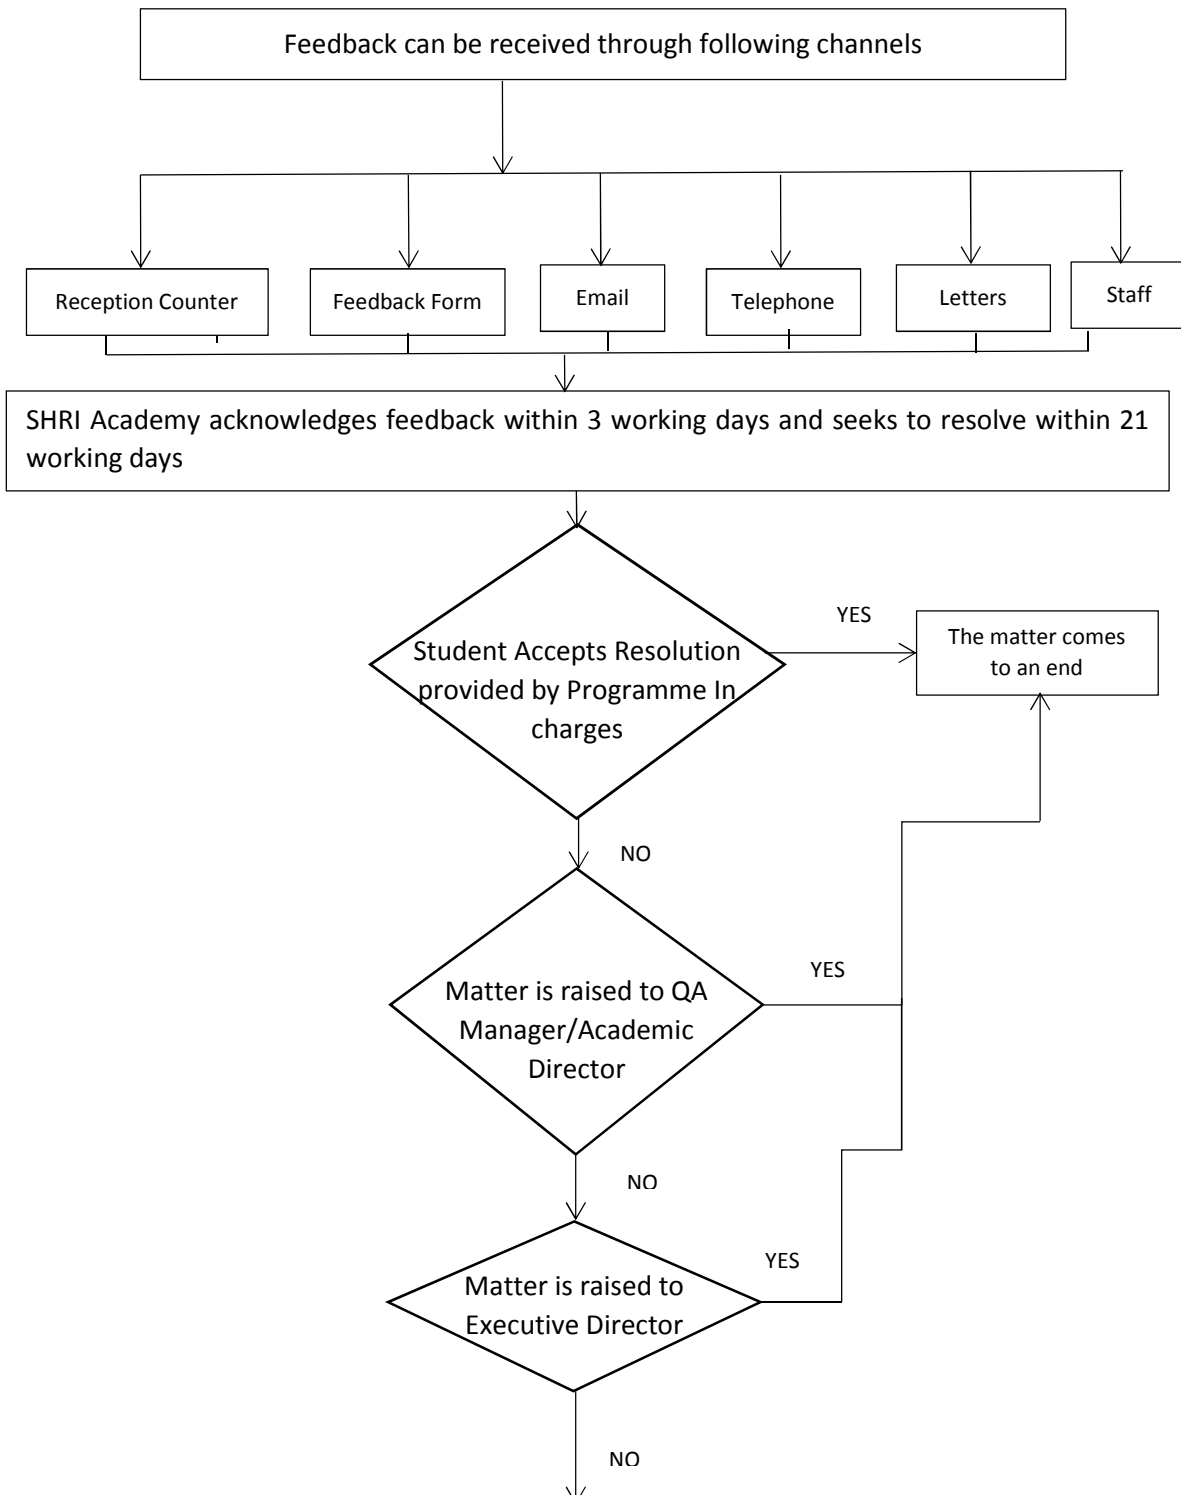 Feedback can be received through following channels
Reception Counter
Feedback Form
Email
Telephone
Letters
Staff
SHRI Academy acknowledges feedback within 3 working days and seeks to resolve within 21
working days
YES
The matter comes
to an end
Student Accepts Resolution
provided by Programme In
charges
NO
YES
Matter is raised to QA
Manager/Academic
Director
NO
YES
Matter is raised to
Executive Director
NO